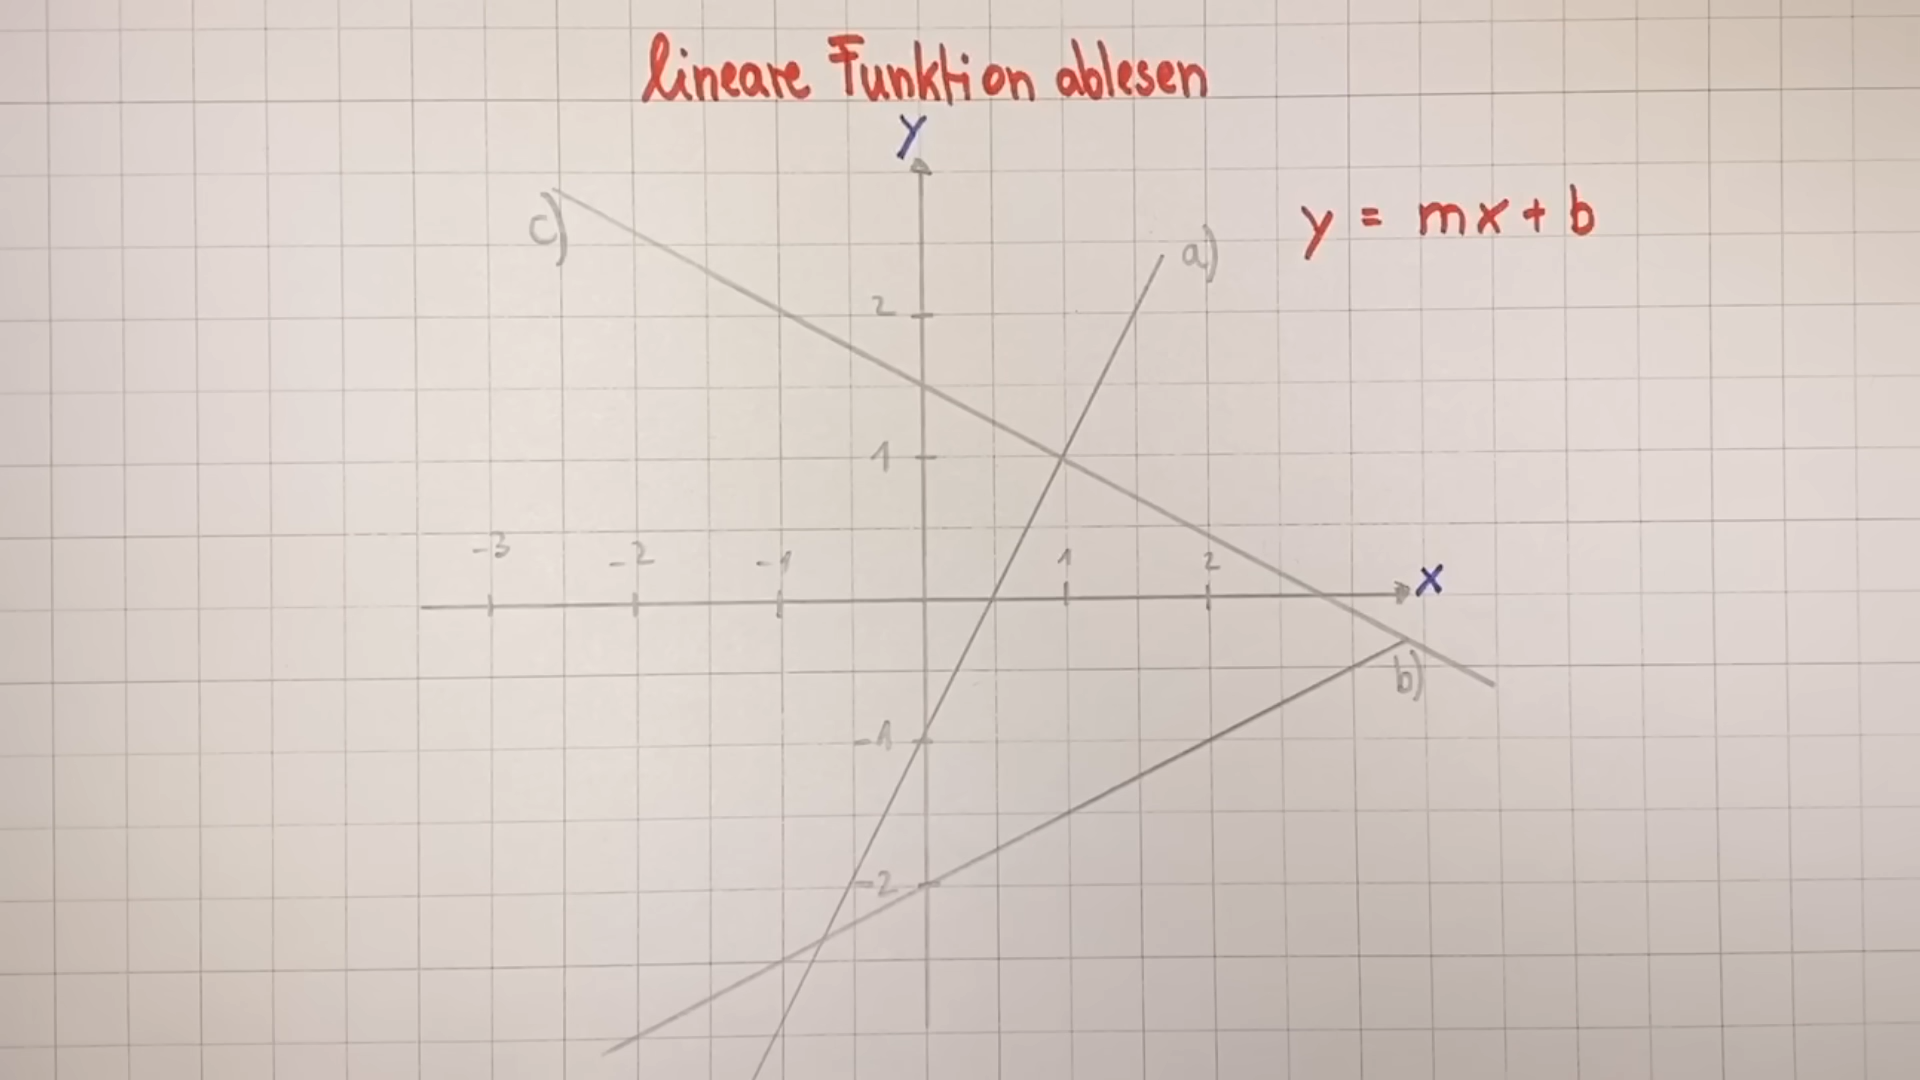 lineare Funktion ablesen
y
c)
a)
y = mx + b
2
1
-3 -2 -1 1 2 x
b)
-1
-2